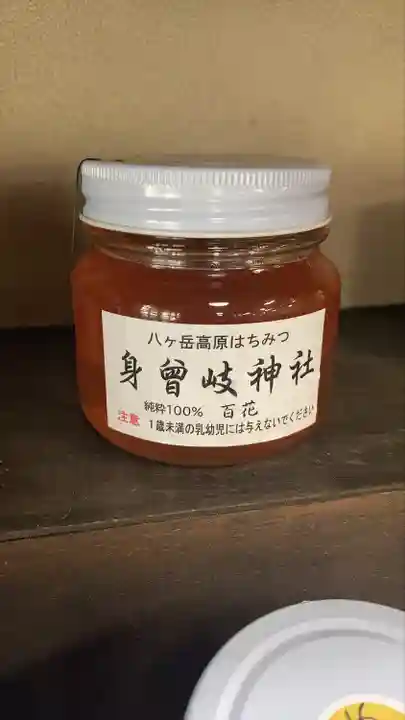 八ヶ岳高原はちみつ
身曾岐神社
純粋100% 百花
注意 1歳未満の乳幼児には与えないでください